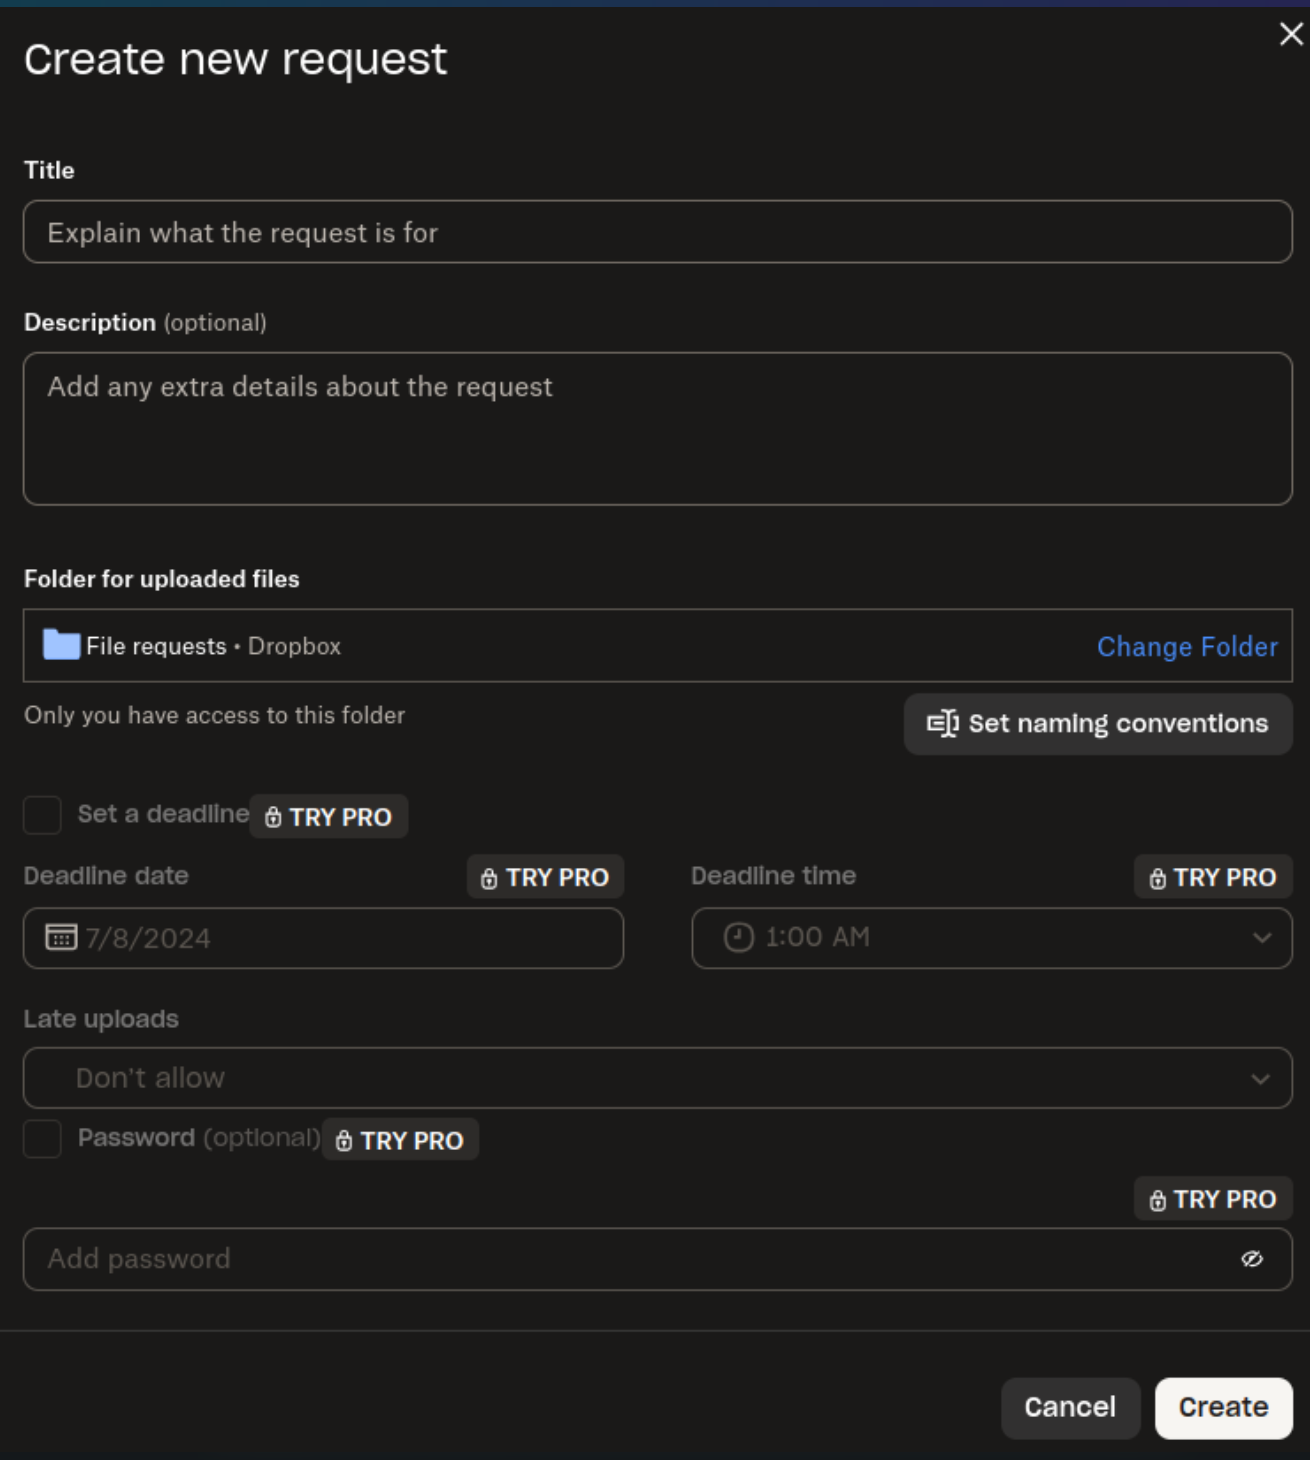 Create new request
Title
Explain what the request is for
Description (optional)
Add any extra details about the request
Folder for uploaded files
File requests • Dropbox
Change Folder
Only you have access to this folder
Set naming conventions
Set a deadline TRY PRO
Deadline date TRY PRO
Deadline time TRY PRO
7/8/2024
1:00 AM
Late uploads
Don't allow
Password (optional) TRY PRO
TRY PRO
Add password
Cancel
Create